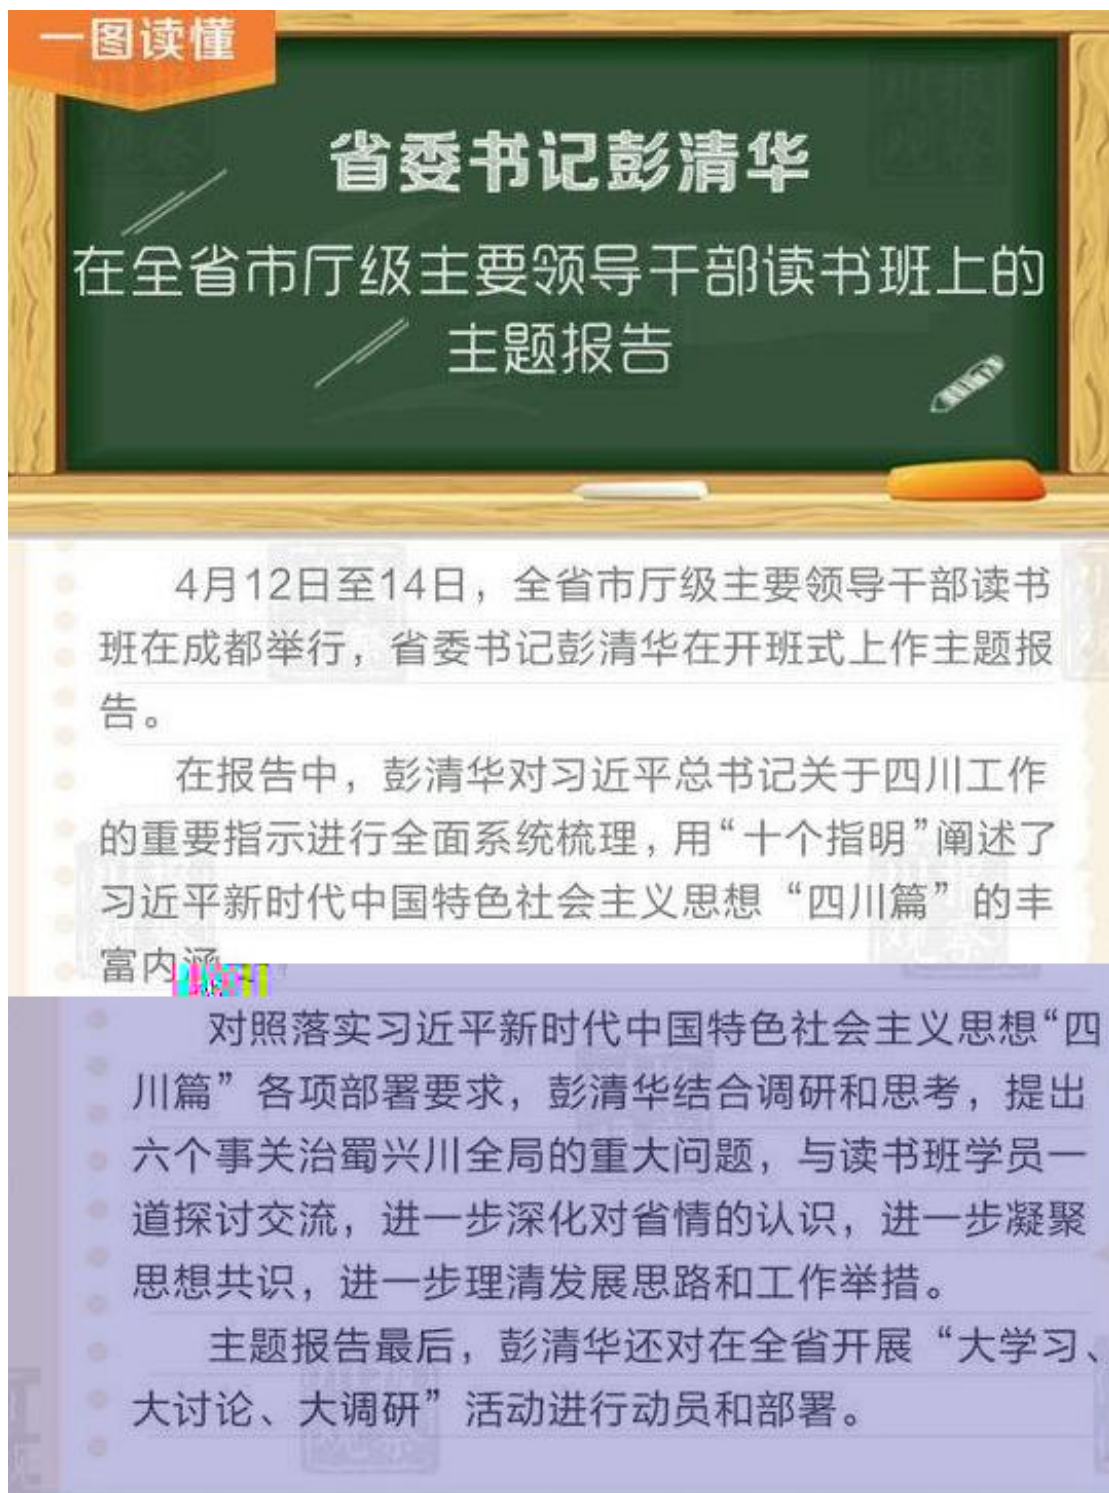 一图读懂
省委书记彭清华
在全省市厅级主要领导干部读书班上的
主题报告
4月12日至14日，全省市厅级主要领导干部读书
班在成都举行，省委书记彭清华在开班式上作主题报
告。
在报告中，彭清华对习近平总书记关于四川工作
的重要指示进行全面系统梳理，用“十个指明”阐述了
习近平新时代中国特色社会主义思想“四川篇”的丰
富内涵
对照落实习近平新时代中国特色社会主义思想“四
川篇”各项部署要求，彭清华结合调研和思考，提出
六个事关治蜀兴川全局的重大问题，与读书班学员一
道探讨交流，进一步深化对省情的认识，进一步凝聚
思想共识，进一步理清发展思路和工作举措。
主题报告最后，彭清华还对在全省开展“大学习、
大讨论、大调研”活动进行动员和部署。